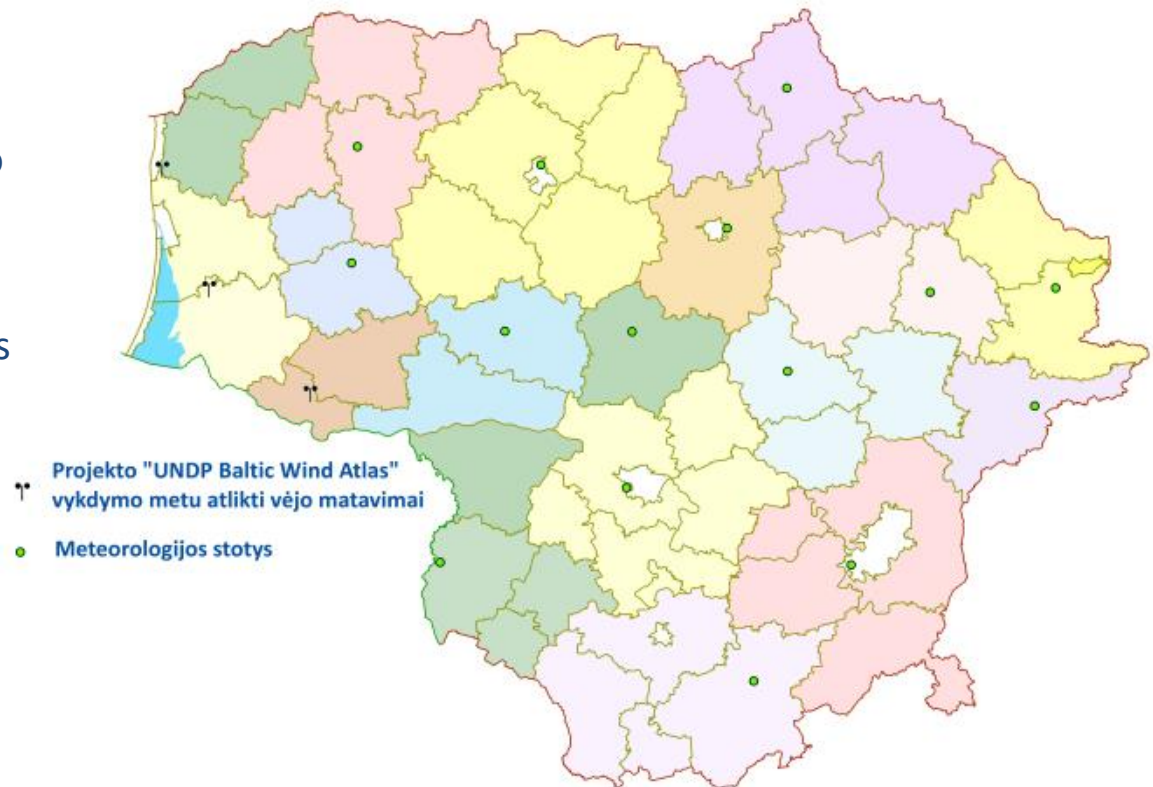 Projekto "UNDP Baltic Wind Atlas"
vykdymo metu atlikti vėjo matavimai
Meteorologijos stotys